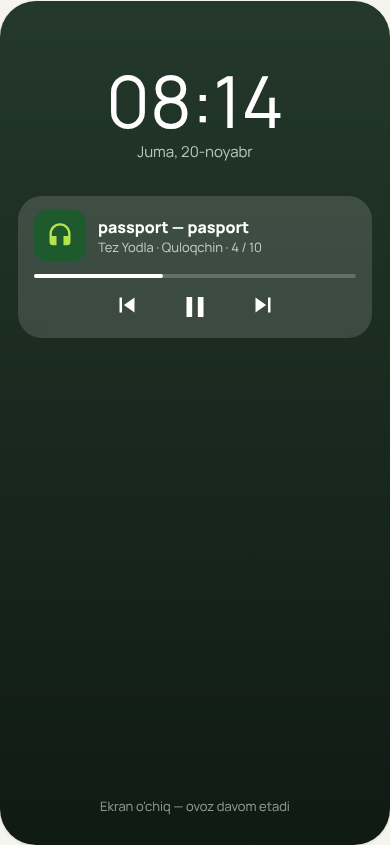 08:14
Juma, 20-noyabr
passport — pasport
Tez Yodla · Quloqchin · 4 / 10
Ekran o'chiq — ovoz davom etadi